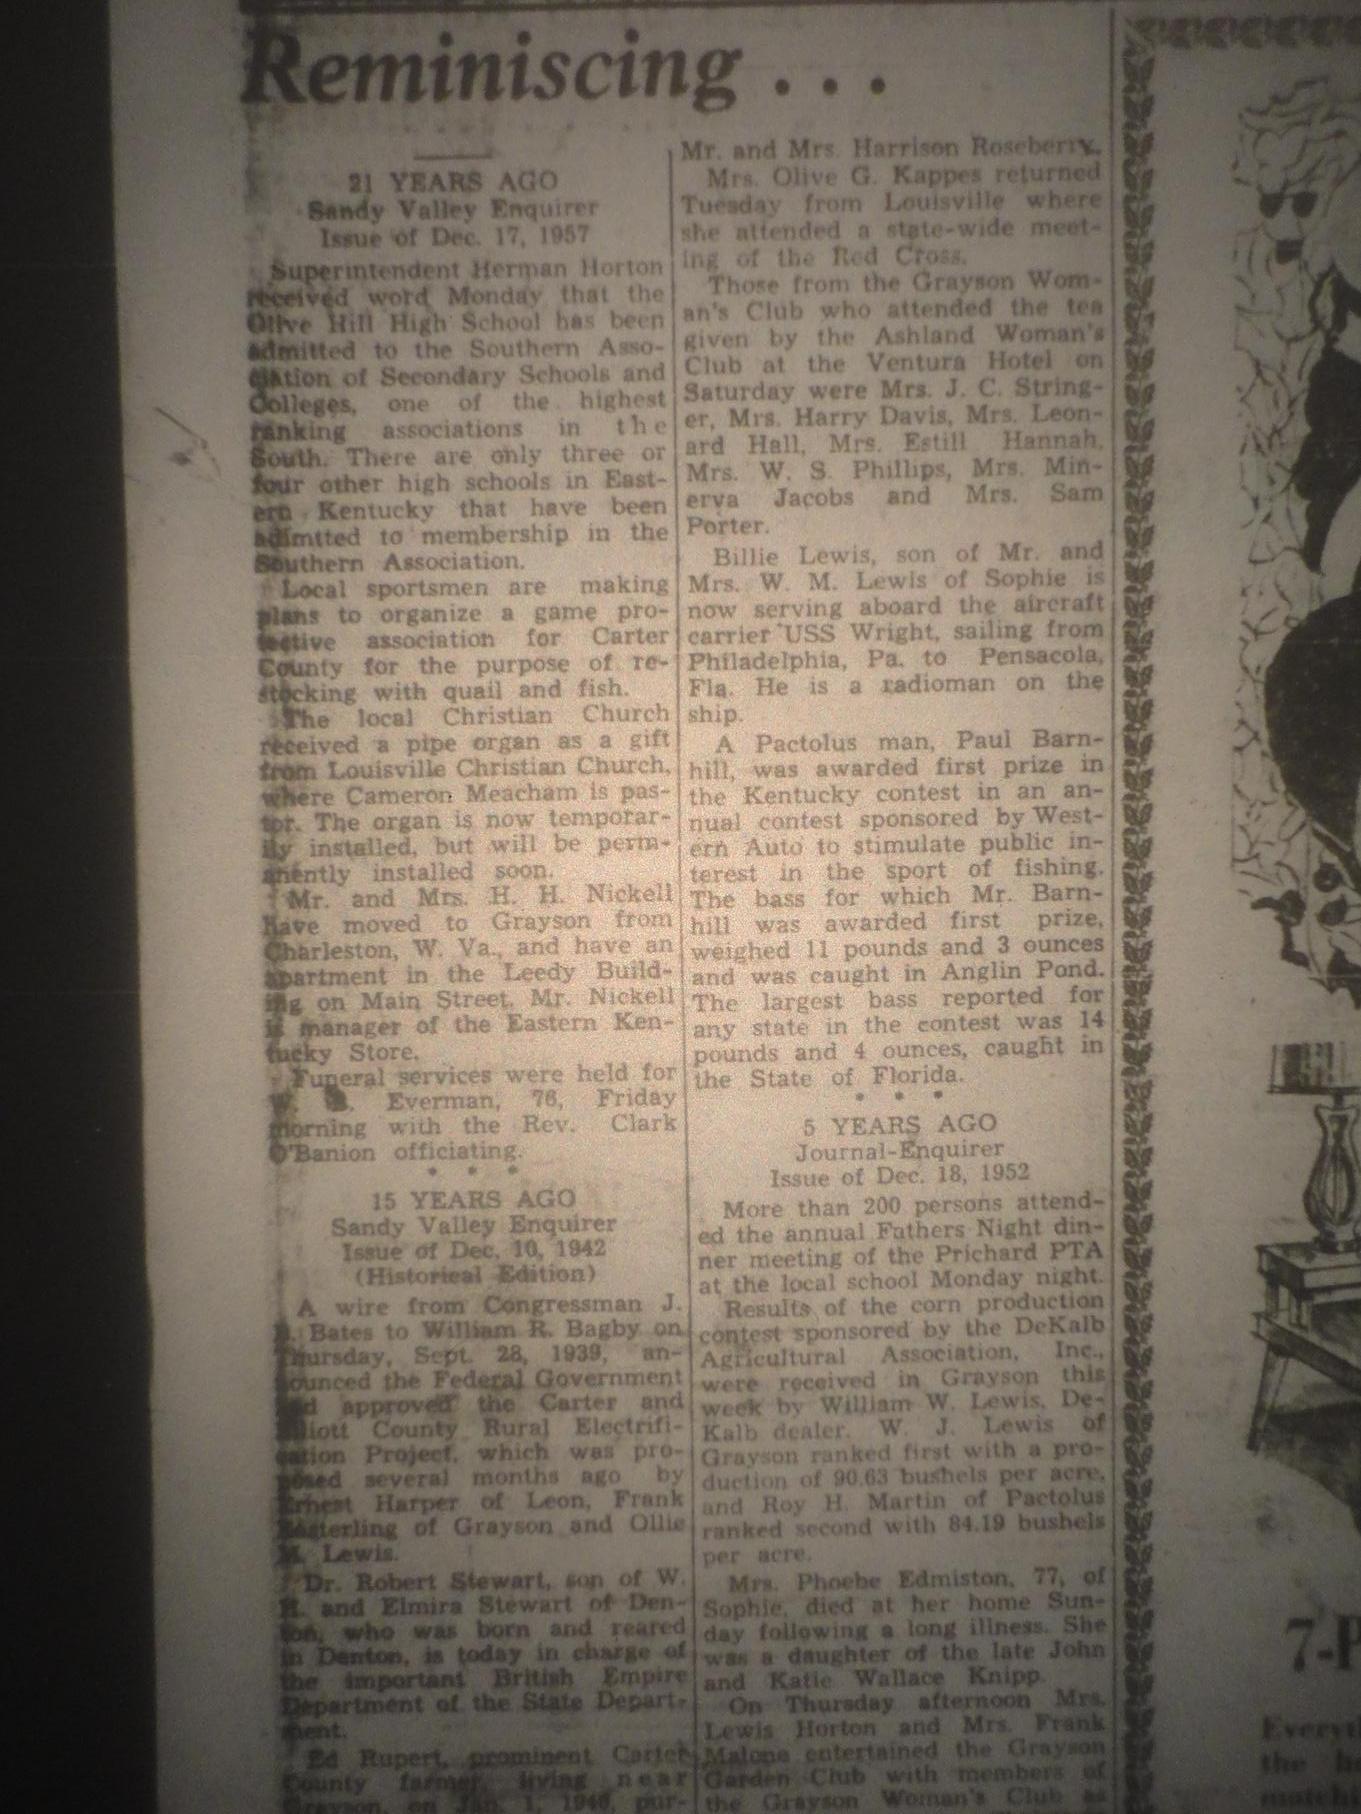 Reminiscing . . .
21 YEARS AGO
Sandy Valley Enquirer
Issue of Dec. 17, 1957
Superintendent Herman Horton
received word Monday that the
Olive Hill High School has been
admitted to the Southern Asso-
ciation of Secondary Schools and
Colleges, one of the highest
ranking associations in the
South. There are only three or
four other high schools in East-
ern Kentucky that have been
adimtted to membership in the
Southern Association.
Local sportsmen are making
plans to organize a game pro-
tective association for Carter
County for the purpose of re-
stocking with quail and fish.
The local Christian Church
received a pipe organ as a gift
from Louisville Christian Church,
where Cameron Meacham is pas-
tor. The organ is now temporar-
ily installed, but will be perm-
anently installed soon.
Mr. and Mrs. H. H. Nickell
have moved to Grayson from
Charleston, W. Va., and have an
apartment in the Leedy Build-
ing on Main Street. Mr. Nickell
is manager of the Eastern Ken-
tucky Store.
Funeral services were held for
W. Everman, 76, Friday
morning with the Rev. Clark
O'Banion officiating.
* * *
15 YEARS AGO
Sandy Valley Enquirer
Issue of Dec. 10, 1942
(Historical Edition)
A wire from Congressman J.
Bates to William R. Bagby on
Thursday, Sept. 28, 1939, an-
nounced the Federal Government
had approved the Carter and
Elliott County Rural Electrifi-
cation Project, which was pro-
posed several months ago by
Ernest Harper of Leon, Frank
Easterling of Grayson and Ollie
M. Lewis.
Dr. Robert Stewart, son of W.
H. and Elmira Stewart of Den-
ton, who was born and reared
in Denton, is today in charge of
the important British Empire
Department of the State Depart-
ment.
Ed Rupert, prominent Carter
County farmer, living near
Grayson, on Jan. 1, 1940, pur-
Mr. and Mrs. Harrison Roseberry.
Mrs. Olive G. Kappes returned
Tuesday from Louisville where
she attended a state-wide meet-
ing of the Red Cross.
Those from the Grayson Wom-
an's Club who attended the tea
given by the Ashland Woman's
Club at the Ventura Hotel on
Saturday were Mrs. J. C. String-
er, Mrs. Harry Davis, Mrs. Leon-
ard Hall, Mrs. Estill Hannah,
Mrs. W. S. Phillips, Mrs. Min-
erva Jacobs and Mrs. Sam
Porter.
Billie Lewis, son of Mr. and
Mrs. W. M. Lewis of Sophie is
now serving aboard the aircraft
carrier USS Wright, sailing from
Philadelphia, Pa. to Pensacola,
Fla. He is a radioman on the
ship.
A Pactolus man, Paul Barn-
hill, was awarded first prize in
the Kentucky contest in an an-
nual contest sponsored by West-
ern Auto to stimulate public in-
terest in the sport of fishing.
The bass for which Mr. Barn-
hill was awarded first prize,
weighed 11 pounds and 3 ounces
and was caught in Anglin Pond.
The largest bass reported for
any state in the contest was 14
pounds and 4 ounces, caught in
the State of Florida.
* * *
5 YEARS AGO
Journal-Enquirer
Issue of Dec. 18, 1952
More than 200 persons attend-
ed the annual Fathers Night din-
ner meeting of the Prichard PTA
at the local school Monday night.
Results of the corn production
contest sponsored by the DeKalb
Agricultural Association, Inc.,
were received in Grayson this
week by William W. Lewis, De-
Kalb dealer. W. J. Lewis of
Grayson ranked first with a pro-
duction of 90.63 bushels per acre,
and Roy H. Martin of Pactolus
ranked second with 84.19 bushels
per acre.
Mrs. Phoebe Edmiston, 77, of
Sophie, died at her home Sun-
day following a long illness. She
was a daughter of the late John
and Katie Wallace Knipp.
On Thursday afternoon Mrs.
Lewis Horton and Mrs. Frank
Malone entertained the Grayson
Garden Club with members of
the Grayson Woman's Club as
7-P
Everyt
the